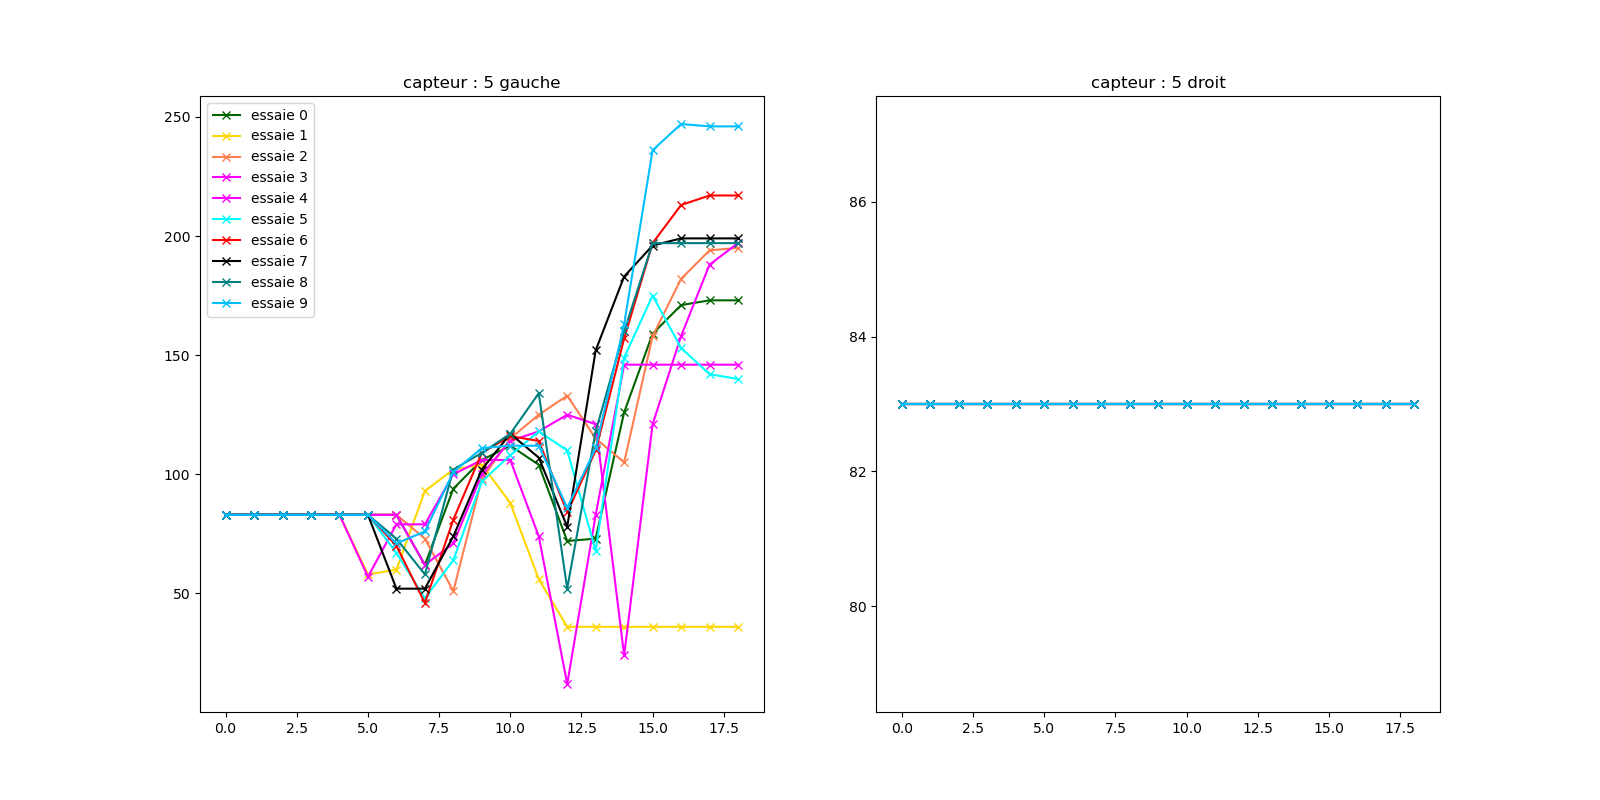 capteur : 5 gauche
250
200
150
100
50
essaie 0
essaie 1
essaie 2
essaie 3
essaie 4
essaie 5
essaie 6
essaie 7
essaie 8
essaie 9
0.0 2.5 5.0 7.5 10.0 12.5 15.0 17.5
capteur : 5 droit
86
84
82
80
0.0 2.5 5.0 7.5 10.0 12.5 15.0 17.5